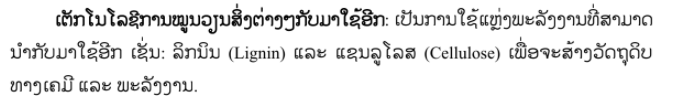 ເຕັກໂນໂລຊີການໝູນວຽນສິ່ງຕ່າງໆກັບມາໃຊ້ອີກ: ເປັນການໃຊ້ແຫຼ່ງພະລັງງານທີ່ສາມາດ
ນຳກັບມາໃຊ້ອີກ ເຊັ່ນ: ລິກນິນ (Lignin) ແລະ ແຊນລູໂລສ (Cellulose) ເພື່ອຈະສ້າງວັດຖຸດິບ
ທາງເຄມີ ແລະ ພະລັງງານ.